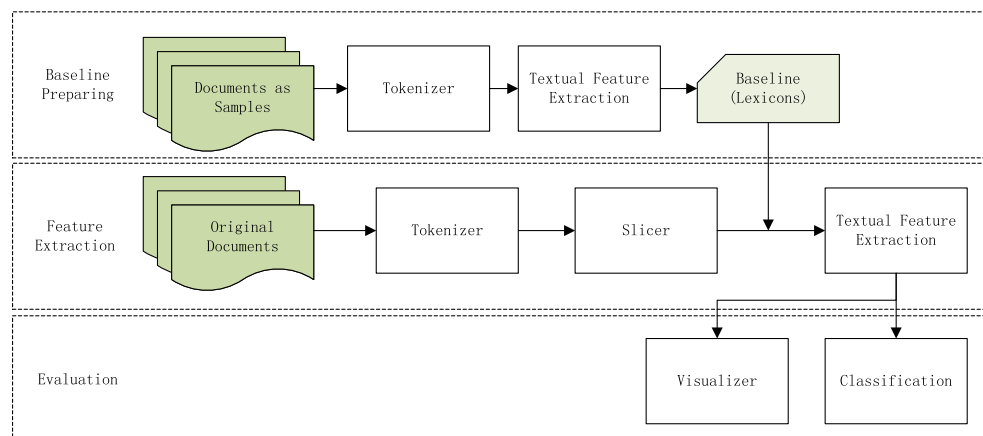 Baseline
Preparing
Documents as
Samples
Tokenizer
Textual Feature
Extraction
Baseline
(Lexicons)
Feature
Extraction
Original
Documents
Tokenizer
Slicer
Textual Feature
Extraction
Evaluation
Visualizer
Classification